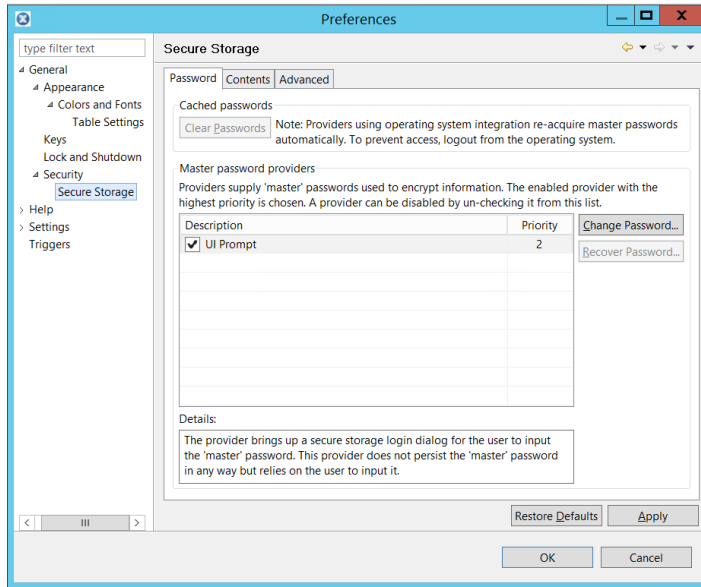 Preferences
type filter text
General
Appearance
Colors and Fonts
Table Settings
Keys
Lock and Shutdown
Security
Secure Storage
Help
Settings
Triggers
Secure Storage
Password
Contents
Advanced
Cached passwords
Clear Passwords
Note: Providers using operating system integration re-acquire master passwords
automatically. To prevent access, logout from the operating system.
Master password providers
Providers supply 'master' passwords used to encrypt information. The enabled provider with the
highest priority is chosen. A provider can be disabled by un-checking it from this list.
Description Priority
UI Prompt 2
Change Password...
Recover Password...
Details:
The provider brings up a secure storage login dialog for the user to input
the 'master' password. This provider does not persist the 'master' password
in any way but relies on the user to input it.
Restore Defaults
Apply
OK
Cancel